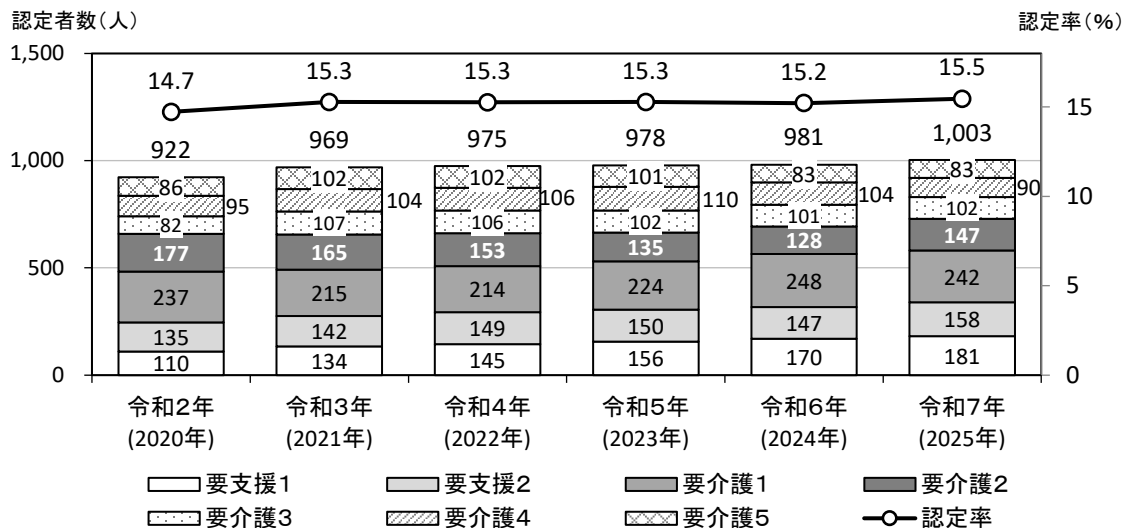 認定者数（人）
認定率（%）
1,500
14.7 15.3 15.3 15.3 15.2 15.5
15
922 969 975 978 981 1,003
1,000
86 102 102 101 83 83
95 104 106 110 104 90
10
82 107 106 102 101 102
177 165 153 135 128 147
500
237 215 214 224 248 242
5
135 142 149 150 147 158
110 134 145 156 170 181
0 0
令和２年 令和３年 令和４年 令和５年 令和６年 令和７年
(2020年) (2021年) (2022年) (2023年) (2024年) (2025年)
要支援１ 要支援２ 要介護１ 要介護２
要介護３ 要介護４ 要介護５ 認定率